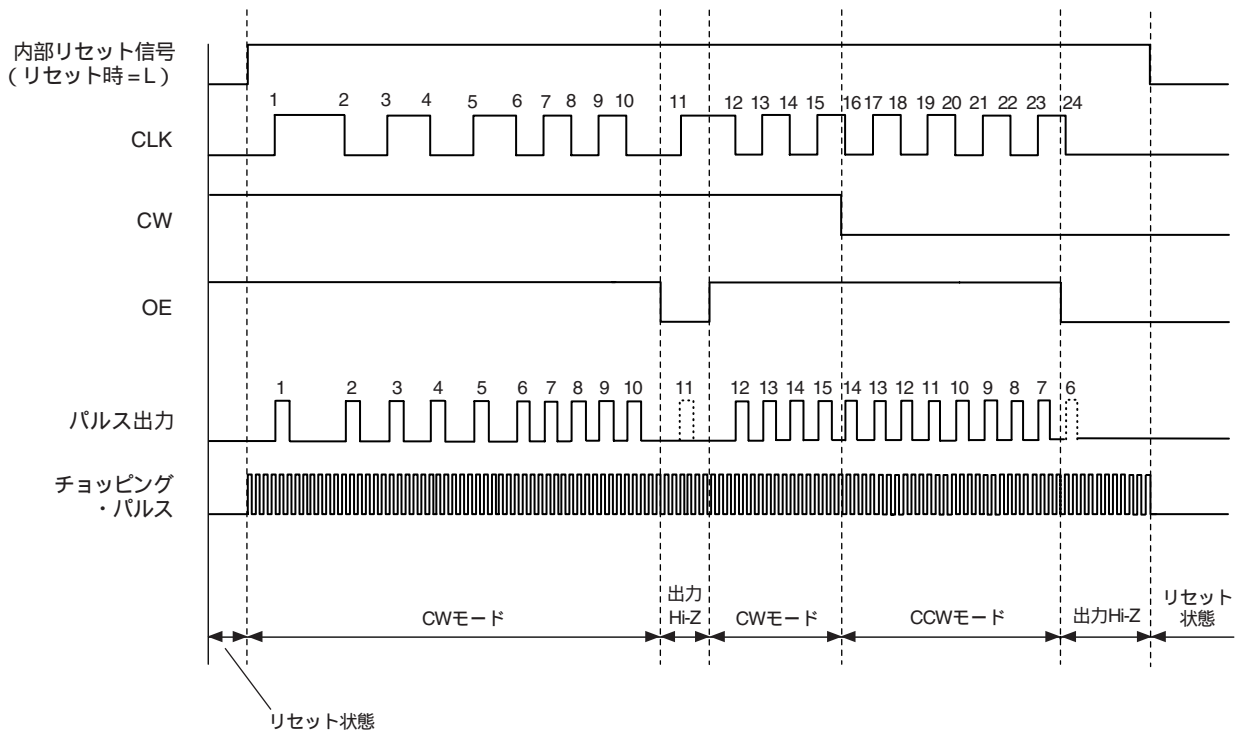 内部リセット信号
(リセット時=L)
1 2 3 4 5 6 7 8 9 10 11 12 13 14 15 16 17 18 19 20 21 22 23 24
CLK
CW
OE
1 2 3 4 5 6 7 8 9 10 11 12 13 14 15 14 13 12 11 10 9 8 7 6
パルス出力
チョッピング
・パルス
CWモード
出力
Hi-Z
CWモード
CCWモード
出力Hi-Z
リセット
状態
リセット状態